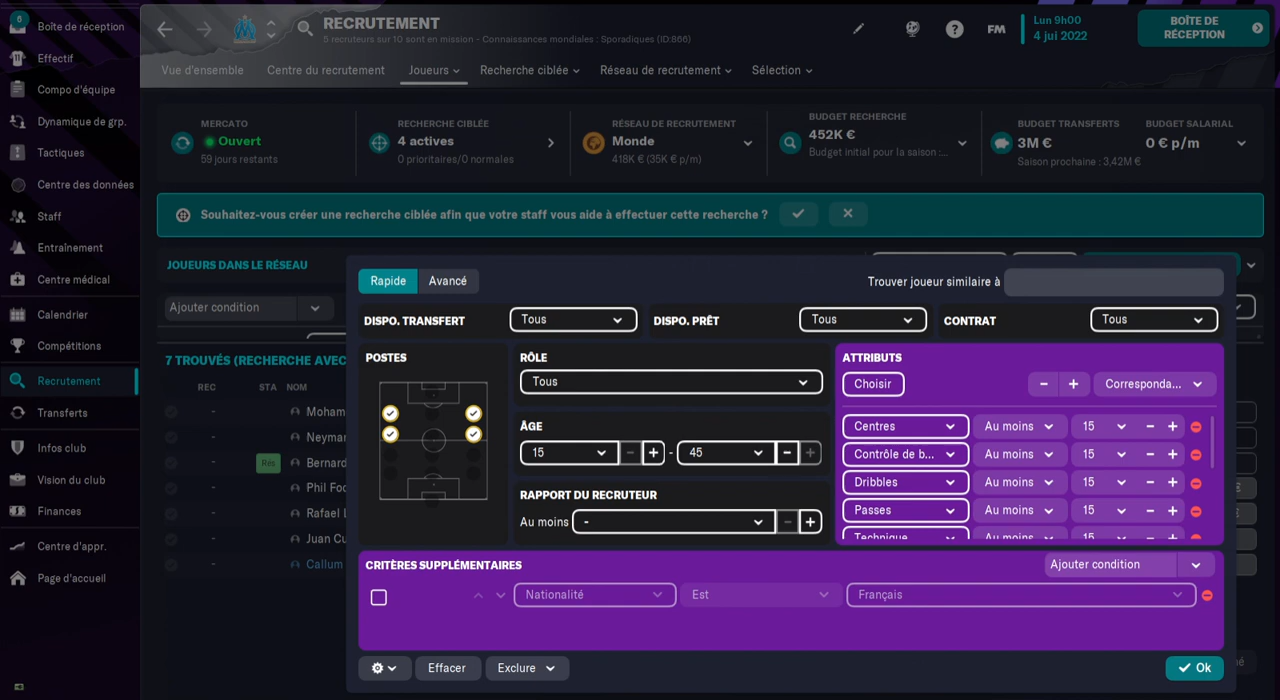 6
Boîte de réception
Effectif
Compo d'équipe
Dynamique de grp.
Tactiques
Centre des données
Staff
Entraînement
Centre médical
Calendrier
Compétitions
Recrutement
Transferts
Infos club
Vision du club
Finances
Centre d'appr.
Page d'accueil
RECRUTEMENT
5 recruteurs sur 10 sont en mission - Connaissances mondiales : Sporadiques (ID:866)
FM
Lun 9h00
4 jui 2022
BOÎTE DE
RÉCEPTION
Vue d'ensemble Centre du recrutement Joueurs Recherche ciblée Réseau de recrutement Sélection
MERCATO
Ouvert
59 jours restants
RECHERCHE CIBLÉE
4 actives
0 prioritaires/0 normales
RÉSEAU DE RECRUTEMENT
Monde
418K € (35K € p/m)
BUDGET RECHERCHE
452K €
Budget initial pour la saison :...
BUDGET TRANSFERTS
3M €
Saison prochaine : 3,42M €
BUDGET SALARIAL
0 € p/m
Souhaitez-vous créer une recherche ciblée afin que votre staff vous aide à effectuer cette recherche ?
JOUEURS DANS LE RÉSEAU
Ajouter condition
7 TROUVÉS (RECHERCHE AVEC
REC STA NOM
- Moham
- Neymar
- Rés Bernard
- Phil Foo
- Rafael L
- Juan Cu
- Callum
Rapide Avancé Trouver joueur similaire à
DISPO. TRANSFERT Tous DISPO. PRÊT Tous CONTRAT Tous
POSTES
RÔLE
Tous
ÂGE
15 - + - 45 - +
RAPPORT DU RECRUTEUR
Au moins - - +
ATTRIBUTS
Choisir - + Corresponda...
Centres Au moins 15 - +
Contrôle de b... Au moins 15 - +
Dribbles Au moins 15 - +
Passes Au moins 15 - +
Technique Au moins 15 - +
CRITÈRES SUPPLÉMENTAIRES Ajouter condition
Nationalité Est Français
Effacer Exclure Ok